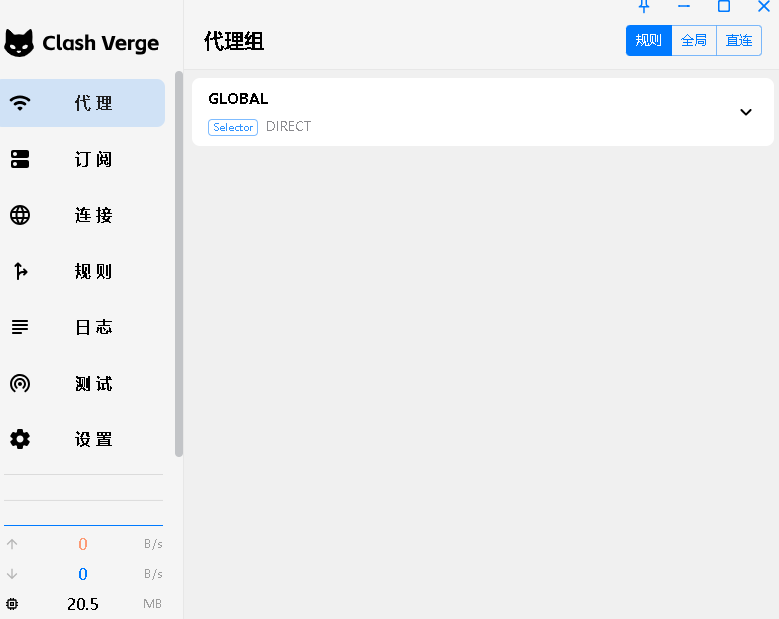 Clash Verge
代理组
规则 全局 直连
代 理
GLOBAL
Selector DIRECT
订 阅
连 接
规 则
日 志
测 试
设 置
0 B/s
0 B/s
20.5 MB